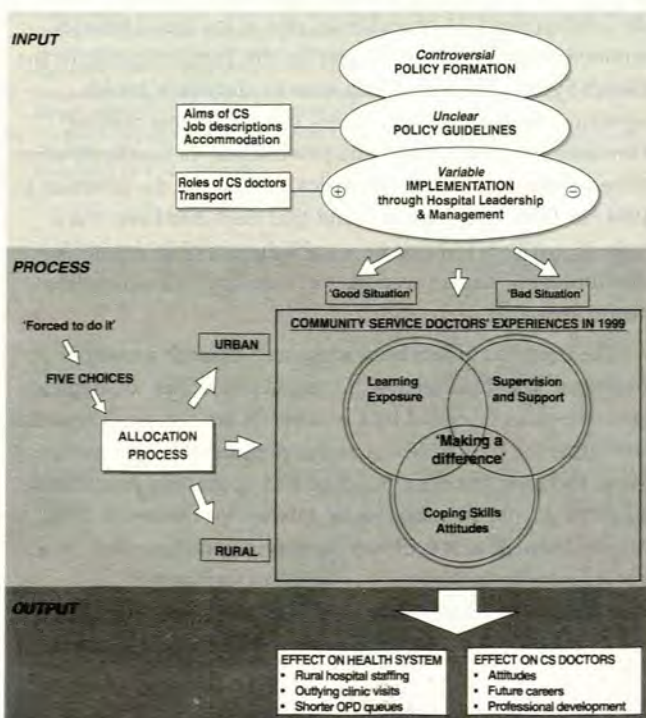 INPUT
Controversial
POLICY FORMATION
Unclear
POLICY GUIDELINES
Aims of CS
Job descriptions
Accommodation
Variable
IMPLEMENTATION
through Hospital Leadership
& Management
Roles of CS doctors
Transport
+
−
PROCESS
'Good Situation'
'Bad Situation'
'Forced to do it'
FIVE CHOICES
ALLOCATION
PROCESS
URBAN
RURAL
COMMUNITY SERVICE DOCTORS' EXPERIENCES IN 1999
Learning
Exposure
Supervision
and Support
'Making a
difference'
Coping Skills
Attitudes
OUTPUT
EFFECT ON HEALTH SYSTEM
• Rural hospital staffing
• Outlying clinic visits
• Shorter OPD queues
EFFECT ON CS DOCTORS
• Attitudes
• Future careers
• Professional development